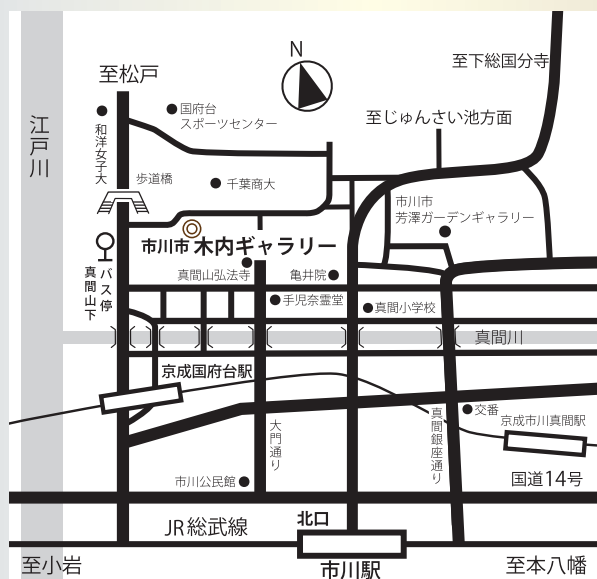 N
至松戸
至下総国分寺
国府台
スポーツセンター
至じゅんさい池方面
江戸川
和洋女子大
歩道橋
千葉商大
市川市
芳澤ガーデンギャラリー
市川市 木内ギャラリー
バス停
真間山下
真間山弘法寺
亀井院
手児奈霊堂
真間小学校
真間川
京成国府台駅
大門通り
真間銀座通り
交番
京成市川真間駅
市川公民館
国道14号
JR総武線
北口
市川駅
至小岩
至本八幡